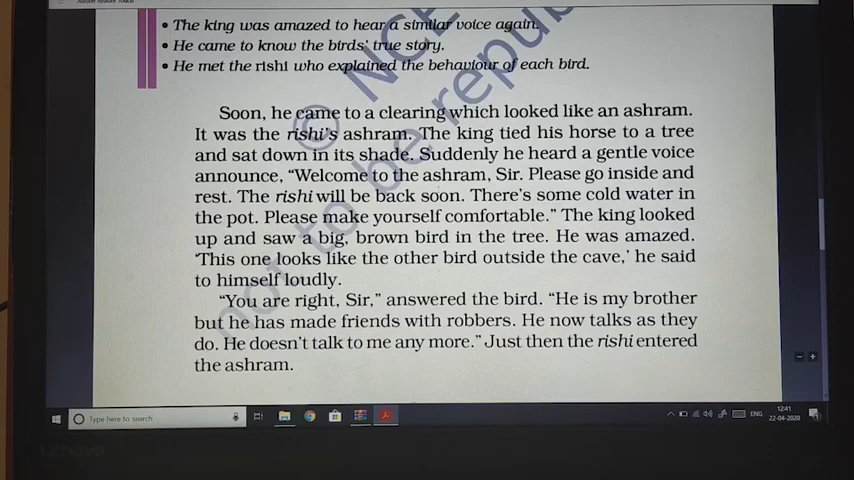 • The king was amazed to hear a similar voice again.
• He came to know the birds' true story.
• He met the rishi who explained the behaviour of each bird.
Soon, he came to a clearing which looked like an ashram.
It was the rishi's ashram. The king tied his horse to a tree
and sat down in its shade. Suddenly he heard a gentle voice
announce, “Welcome to the ashram, Sir. Please go inside and
rest. The rishi will be back soon. There's some cold water in
the pot. Please make yourself comfortable.” The king looked
up and saw a big, brown bird in the tree. He was amazed.
‘This one looks like the other bird outside the cave,’ he said
to himself loudly.
“You are right, Sir,” answered the bird. “He is my brother
but he has made friends with robbers. He now talks as they
do. He doesn't talk to me any more.” Just then the rishi entered
the ashram.
© NCE
not to be republ
Type here to search
ENG
12:41
22-04-2020
Lenovo